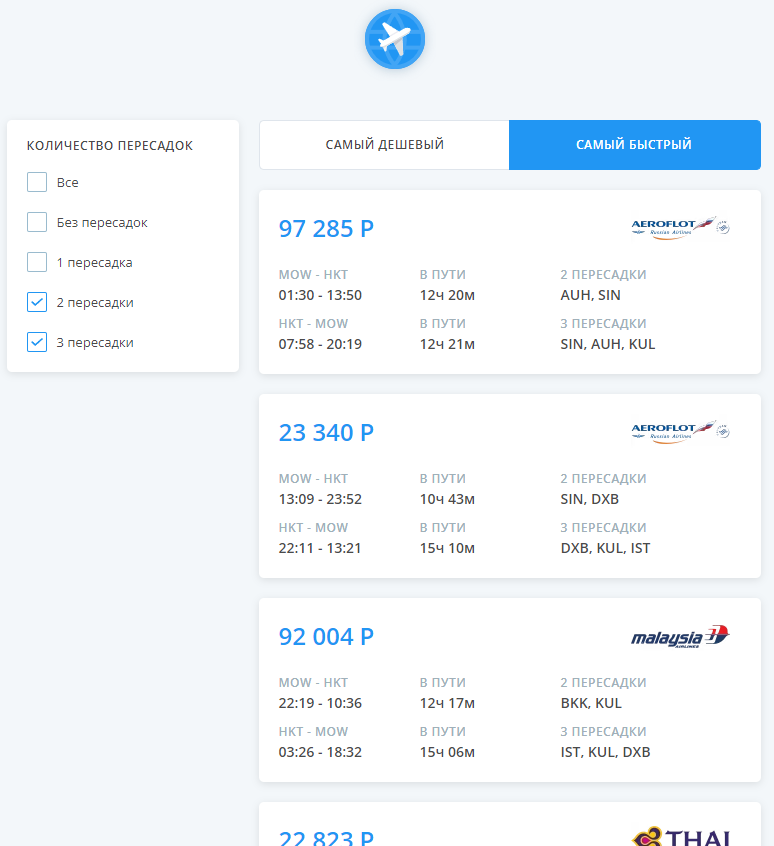 КОЛИЧЕСТВО ПЕРЕСАДОК
Все
Без пересадок
1 пересадка
2 пересадки
3 пересадки
САМЫЙ ДЕШЕВЫЙ САМЫЙ БЫСТРЫЙ
97 285 Р AEROFLOT
Russian Airlines
MOW - HKT В ПУТИ 2 ПЕРЕСАДКИ
01:30 - 13:50 12ч 20м AUH, SIN
HKT - MOW В ПУТИ 3 ПЕРЕСАДКИ
07:58 - 20:19 12ч 21м SIN, AUH, KUL
23 340 Р AEROFLOT
Russian Airlines
MOW - HKT В ПУТИ 2 ПЕРЕСАДКИ
13:09 - 23:52 10ч 43м SIN, DXB
HKT - MOW В ПУТИ 3 ПЕРЕСАДКИ
22:11 - 13:21 15ч 10м DXB, KUL, IST
92 004 Р malaysia
AIRLINES
MOW - HKT В ПУТИ 2 ПЕРЕСАДКИ
22:19 - 10:36 12ч 17м BKK, KUL
HKT - MOW В ПУТИ 3 ПЕРЕСАДКИ
03:26 - 18:32 15ч 06м IST, KUL, DXB
22 823 Р THAI